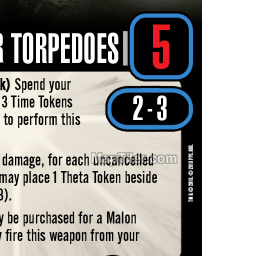 R TORPEDOES 5
k) Spend your
3 Time Tokens
to perform this
2 - 3
damage, for each uncancelled
may place 1 Theta Token beside
3).
y be purchased for a Malon
y fire this weapon from your